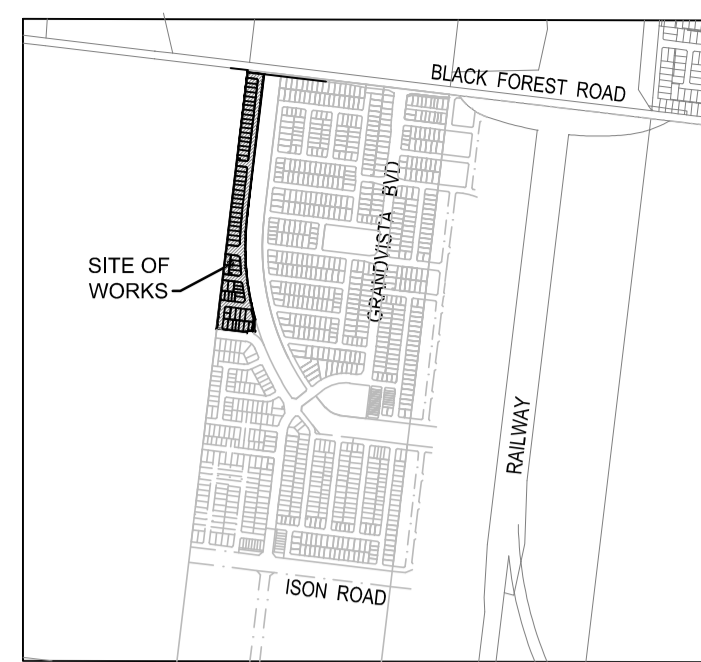 BLACK FOREST ROAD
GRANDVISTA BVD
SITE OF
WORKS
RAILWAY
ISON ROAD